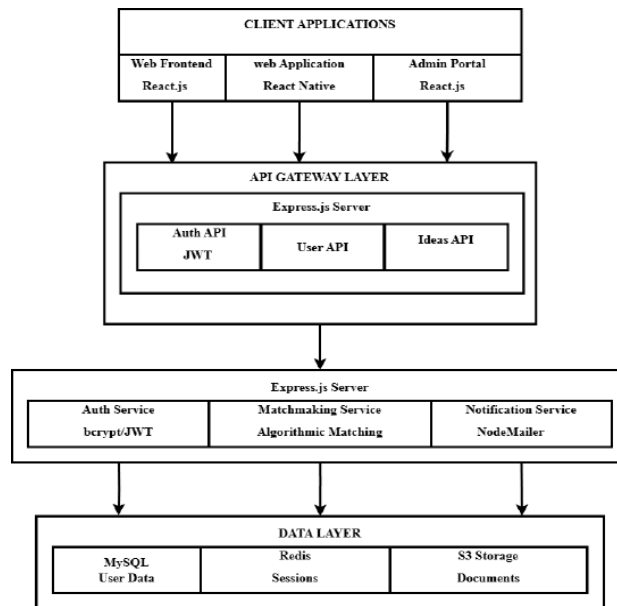 CLIENT APPLICATIONS
Web Frontend
React.js
web Application
React Native
Admin Portal
React.js
API GATEWAY LAYER
Express.js Server
Auth API
JWT
User API
Ideas API
Express.js Server
Auth Service
bcrypt/JWT
Matchmaking Service
Algorithmic Matching
Notification Service
NodeMailer
DATA LAYER
MySQL
User Data
Redis
Sessions
S3 Storage
Documents